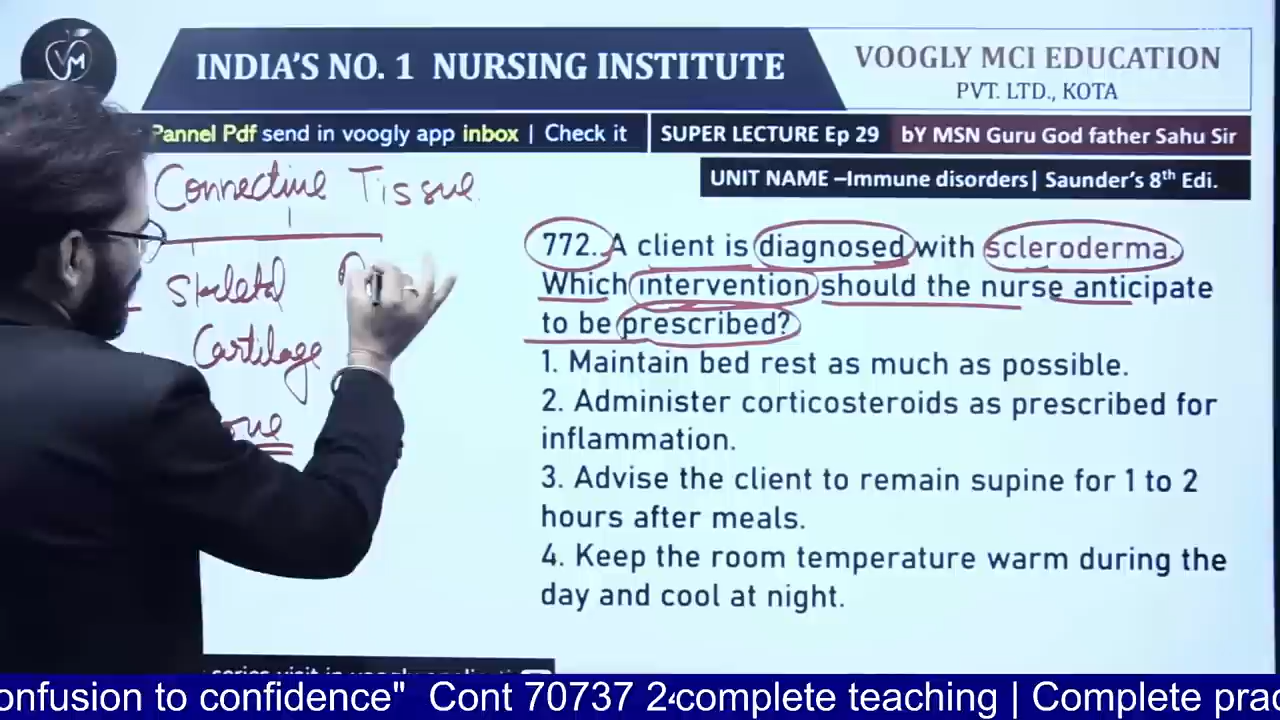 VM
INDIA'S NO. 1 NURSING INSTITUTE
VOOGLY MCI EDUCATION
PVT. LTD., KOTA
Pannel Pdf send in voogly app inbox | Check it
SUPER LECTURE Ep 29
bY MSN Guru God father Sahu Sir
UNIT NAME –Immune disorders| Saunder's 8th Edi.
Connective Tissue
Skeletal
Cartilage
772. A client is diagnosed with scleroderma.
Which intervention should the nurse anticipate
to be prescribed?
1. Maintain bed rest as much as possible.
2. Administer corticosteroids as prescribed for
inflammation.
3. Advise the client to remain supine for 1 to 2
hours after meals.
4. Keep the room temperature warm during the
day and cool at night.
onfusion to confidence" Cont 70737 2 complete teaching | Complete prac